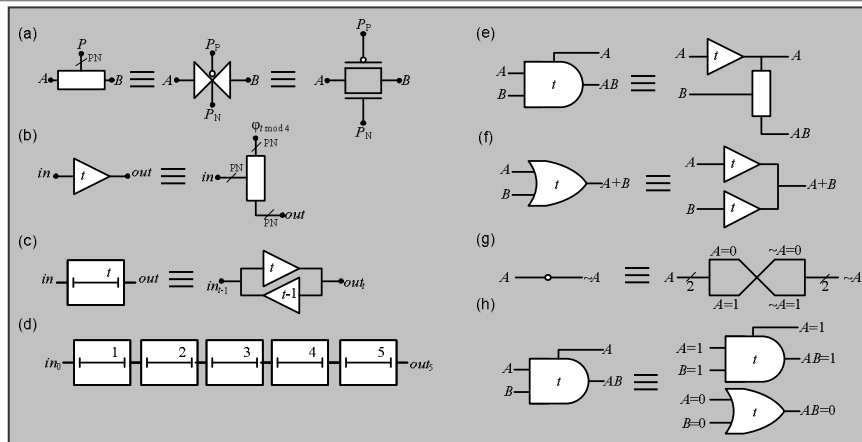 (a)
P
PN
A
B
P_P
A
B
P_N
P_P
A
B
P_N
(b)
in
t
out
φ_{t mod 4}
PN
in
PN
PN
out
(c)
in
t
out
in_{t-1}
t
t-1
out_t
(d)
in_0
1
2
3
4
5
out_5
(e)
A
B
t
A
AB
A
t
A
B
AB
(f)
A
B
t
A+B
A
t
B
t
A+B
(g)
A
~A
A
2
A=0
~A=0
A=1
~A=1
2
~A
(h)
A
B
t
A
AB
A=1
A=1
B=1
t
AB=1
A=0
B=0
t
AB=0